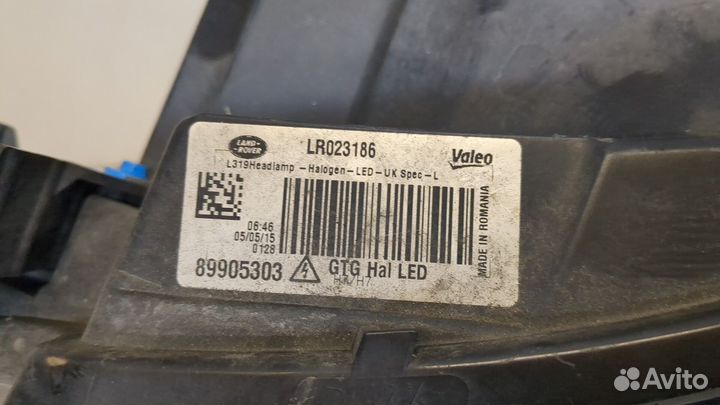 LAND-
ROVER
LR023186
Valeo
L319Headlamp -Halogen-LED-UK Spec-L
06:46
05/05/15
0128
MADE IN ROMANIA
89905303
GTG Hal LED
Avito